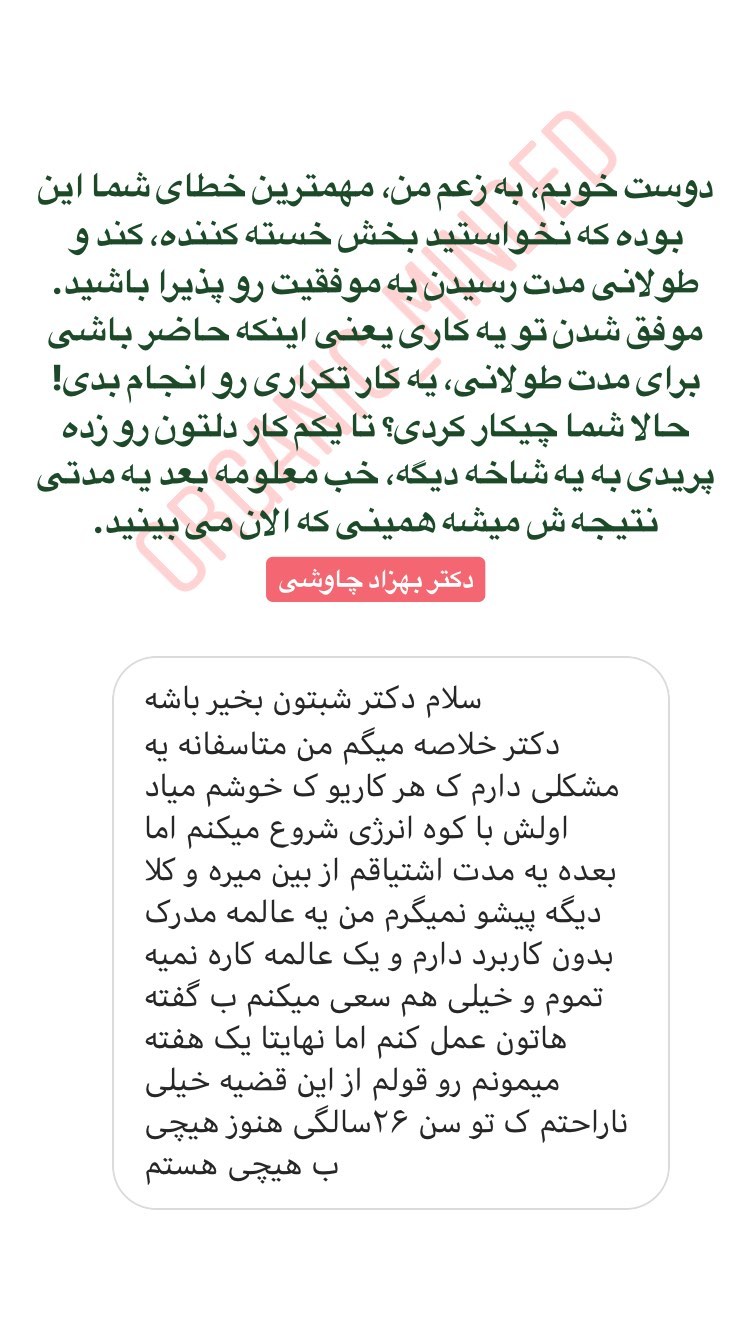 دوست خوبم، به زعم من، مهمترین خطای شما این
بوده که نخواستید بخش خسته کننده، کند و
طولانی مدت رسیدن به موفقیت رو پذیرا باشید.
موفق شدن تو یه کاری یعنی اینکه حاضر باشی
برای مدت طولانی، یه کار تکراری رو انجام بدی!
حالا شما چیکار کردی؟ تا یکم کار دلتون رو زده
پریدی به یه شاخه دیگه، خب معلومه بعد یه مدتی
نتیجه ش میشه همینی که الان می بینید.
دکتر بهزاد چاوشی
ORGANIC_MINDED
سلام دکتر شبتون بخیر باشه
دکتر خلاصه میگم من متاسفانه یه
مشکلی دارم ک هر کاریو ک خوشم میاد
اولش با کوه انرژی شروع میکنم اما
بعده یه مدت اشتیاقم از بین میره و کلا
دیگه پیشو نمیگرم من یه عالمه مدرک
بدون کاربرد دارم و یک عالمه کاره نمیه
تموم و خیلی هم سعی میکنم ب گفته
هاتون عمل کنم اما نهایتا یک هفته
میمونم رو قولم از این قضیه خیلی
ناراحتم ک تو سن ۲۶سالگی هنوز هیچی
ب هیچی هستم